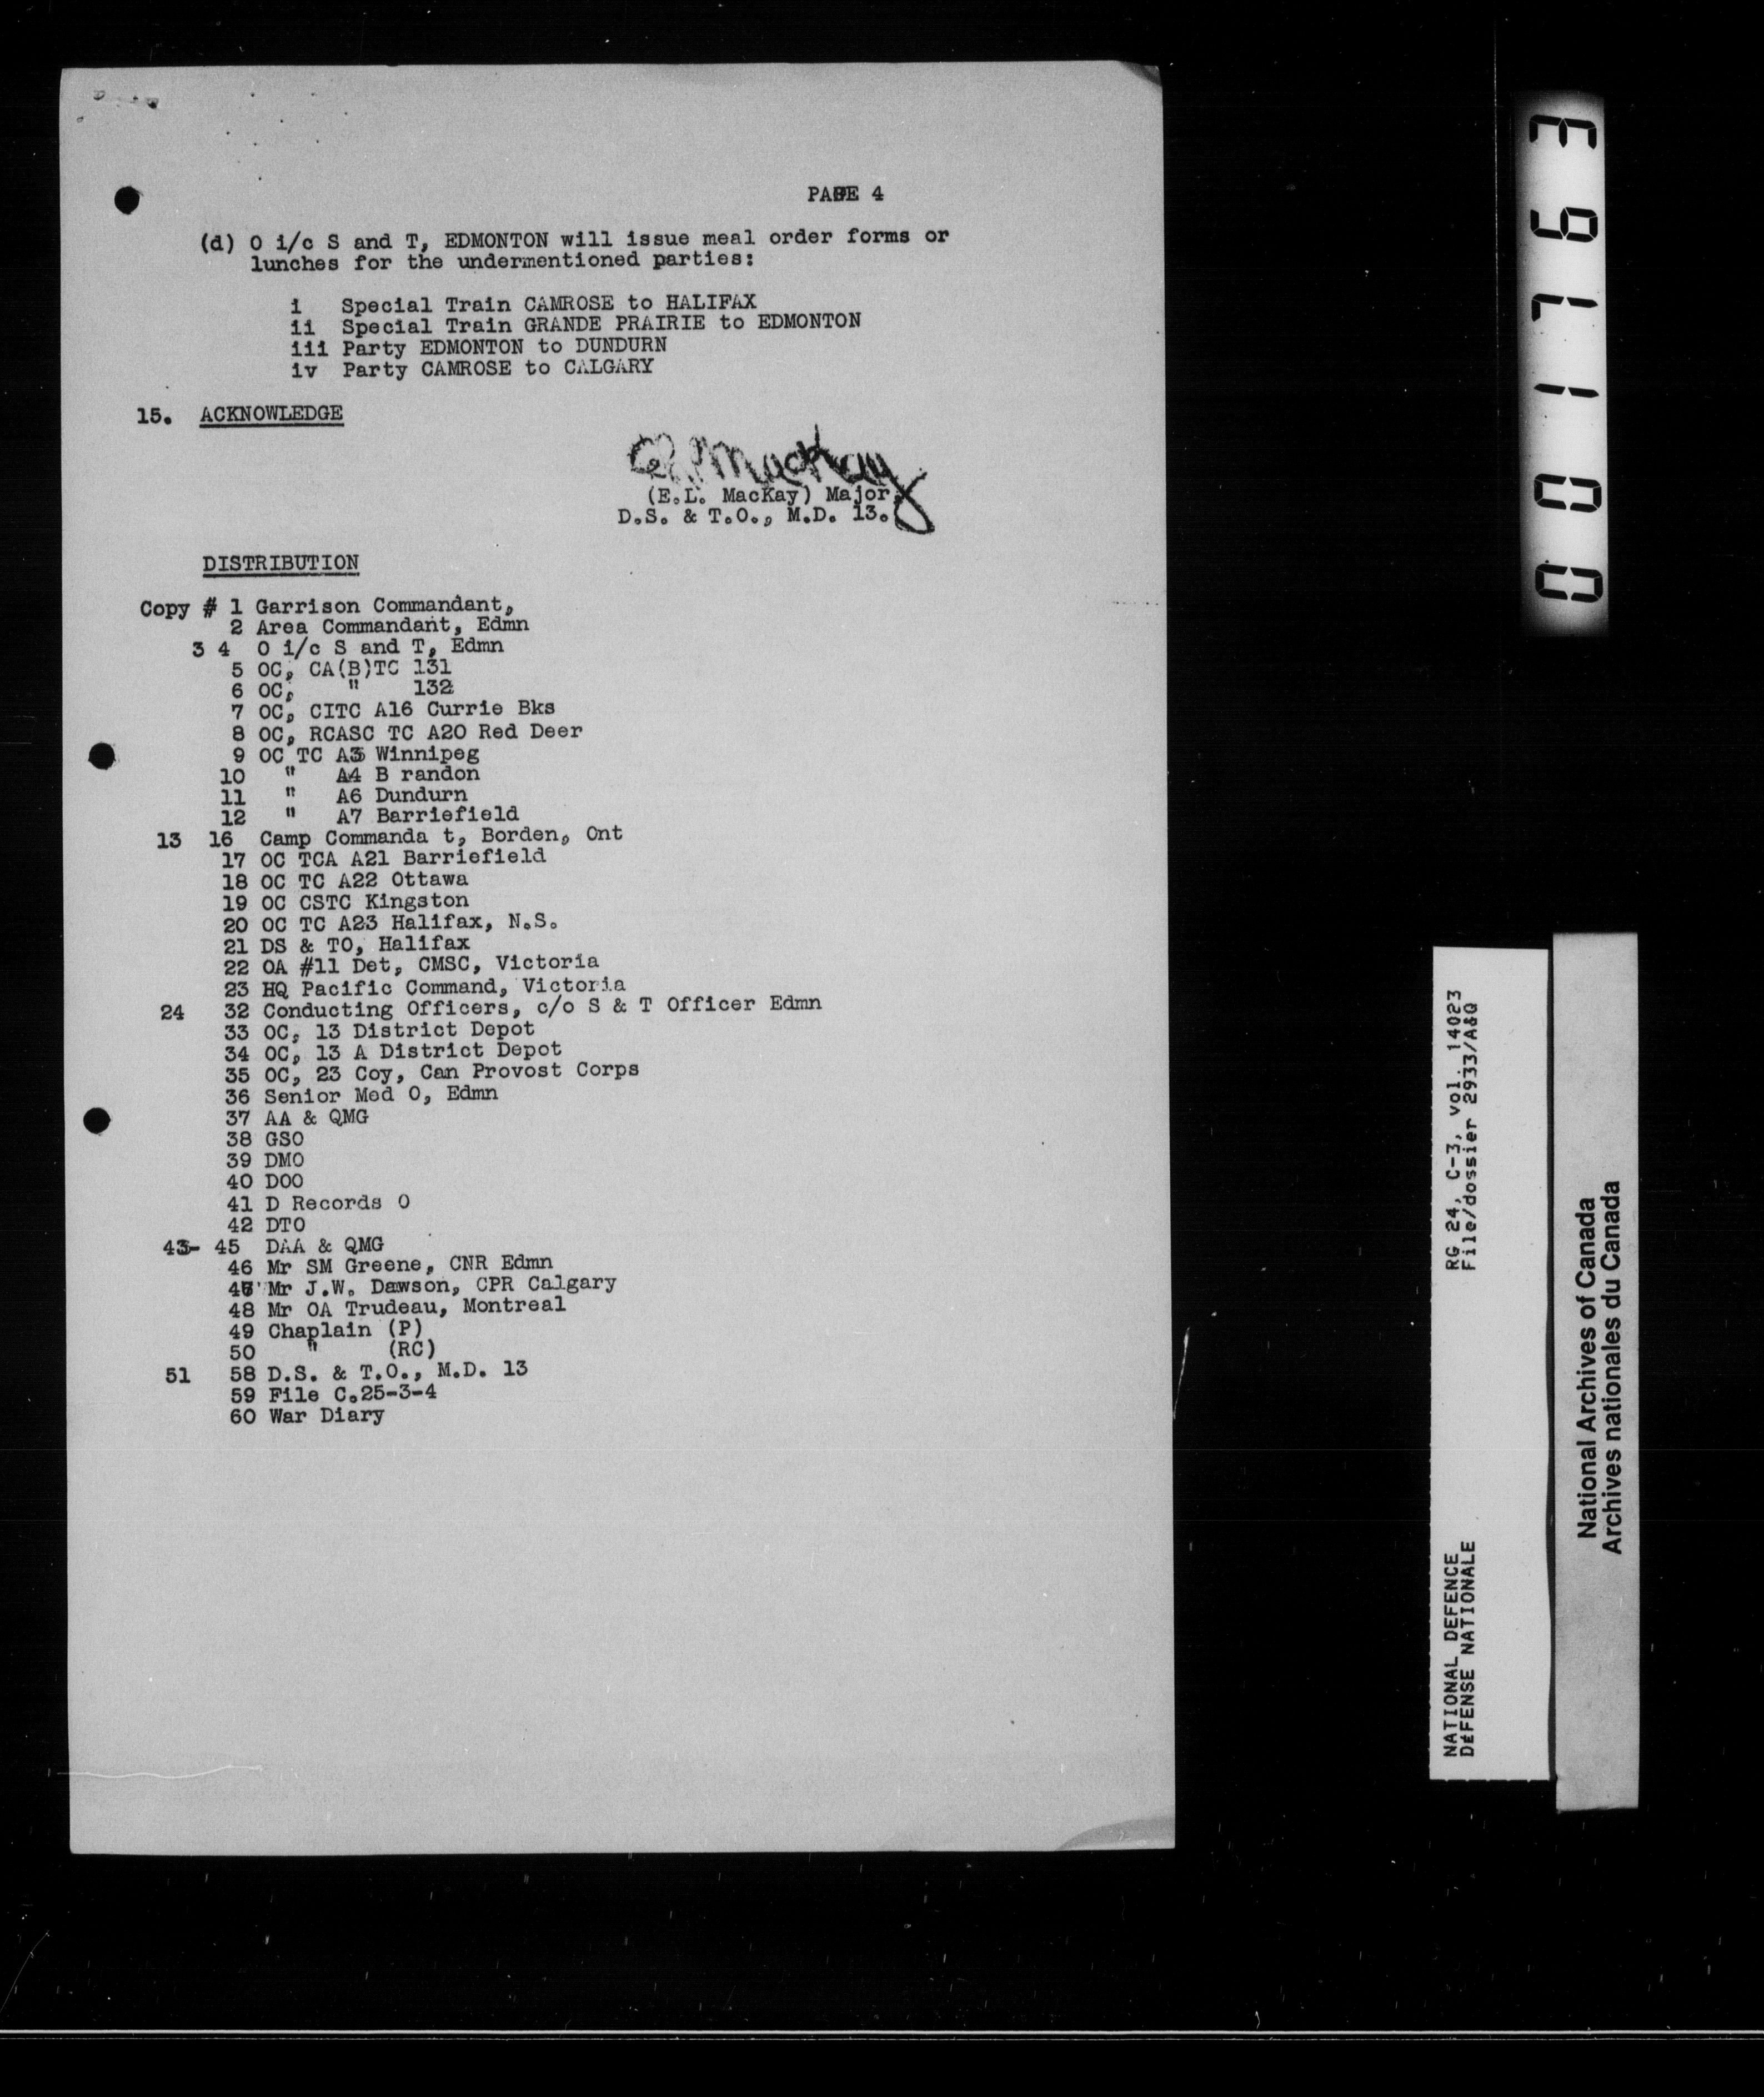 PAGE 4
(d) O i/c S and T, EDMONTON will issue meal order forms or
lunches for the undermentioned parties:
i Special Train CAMROSE to HALIFAX
ii Special Train GRANDE PRAIRIE to EDMONTON
iii Party EDMONTON to DUNDURN
iv Party CAMROSE to CALGARY
15. ACKNOWLEDGE
(E.L. MacKay) Major,
D.S. & T.O., M.D. 13.
DISTRIBUTION
Copy # 1 Garrison Commandant,
2 Area Commandant, Edmn
3 4 O i/c S and T, Edmn
5 OC, CA(B)TC 131
6 OC, " 132
7 OC, CITC A16 Currie Bks
8 OC, RCASC TC A20 Red Deer
9 OC TC A3 Winnipeg
10 " A4 B randon
11 " A6 Dundurn
12 " A7 Barriefield
13 16 Camp Commanda t, Borden, Ont
17 OC TCA A21 Barriefield
18 OC TC A22 Ottawa
19 OC CSTC Kingston
20 OC TC A23 Halifax, N.S.
21 DS & TO, Halifax
22 OA #11 Det, CMSC, Victoria
23 HQ Pacific Command, Victoria
24 32 Conducting Officers, c/o S & T Officer Edmn
33 OC, 13 District Depot
34 OC, 13 A District Depot
35 OC, 23 Coy, Can Provost Corps
36 Senior Med O, Edmn
37 AA & QMG
38 GSO
39 DMO
40 DOO
41 D Records O
42 DTO
43- 45 DAA & QMG
46 Mr SM Greene, CNR Edmn
47 Mr J.W. Dawson, CPR Calgary
48 Mr OA Trudeau, Montreal
49 Chaplain (P)
50 " (RC)
51 58 D.S. & T.O., M.D. 13
59 File C.25-3-4
60 War Diary
001763
NATIONAL DEFENCE RG 24, C-3, vol. 14023
DÉFENSE NATIONALE File/dossier 2933/A&Q
National Archives of Canada
Archives nationales du Canada